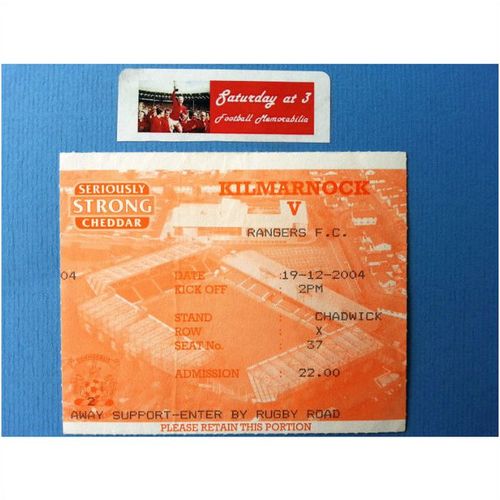 Saturday at 3
Football Memorabilia
SERIOUSLY
STRONG
CHEDDAR
KILMARNOCK
V
RANGERS F.C.
04
DATE : 19-12-2004
KICK OFF : 2PM
STAND : CHADWICK
ROW : X
SEAT No. : 37
ADMISSION : 22.00
2
AWAY SUPPORT-ENTER BY RUGBY ROAD
PLEASE RETAIN THIS PORTION